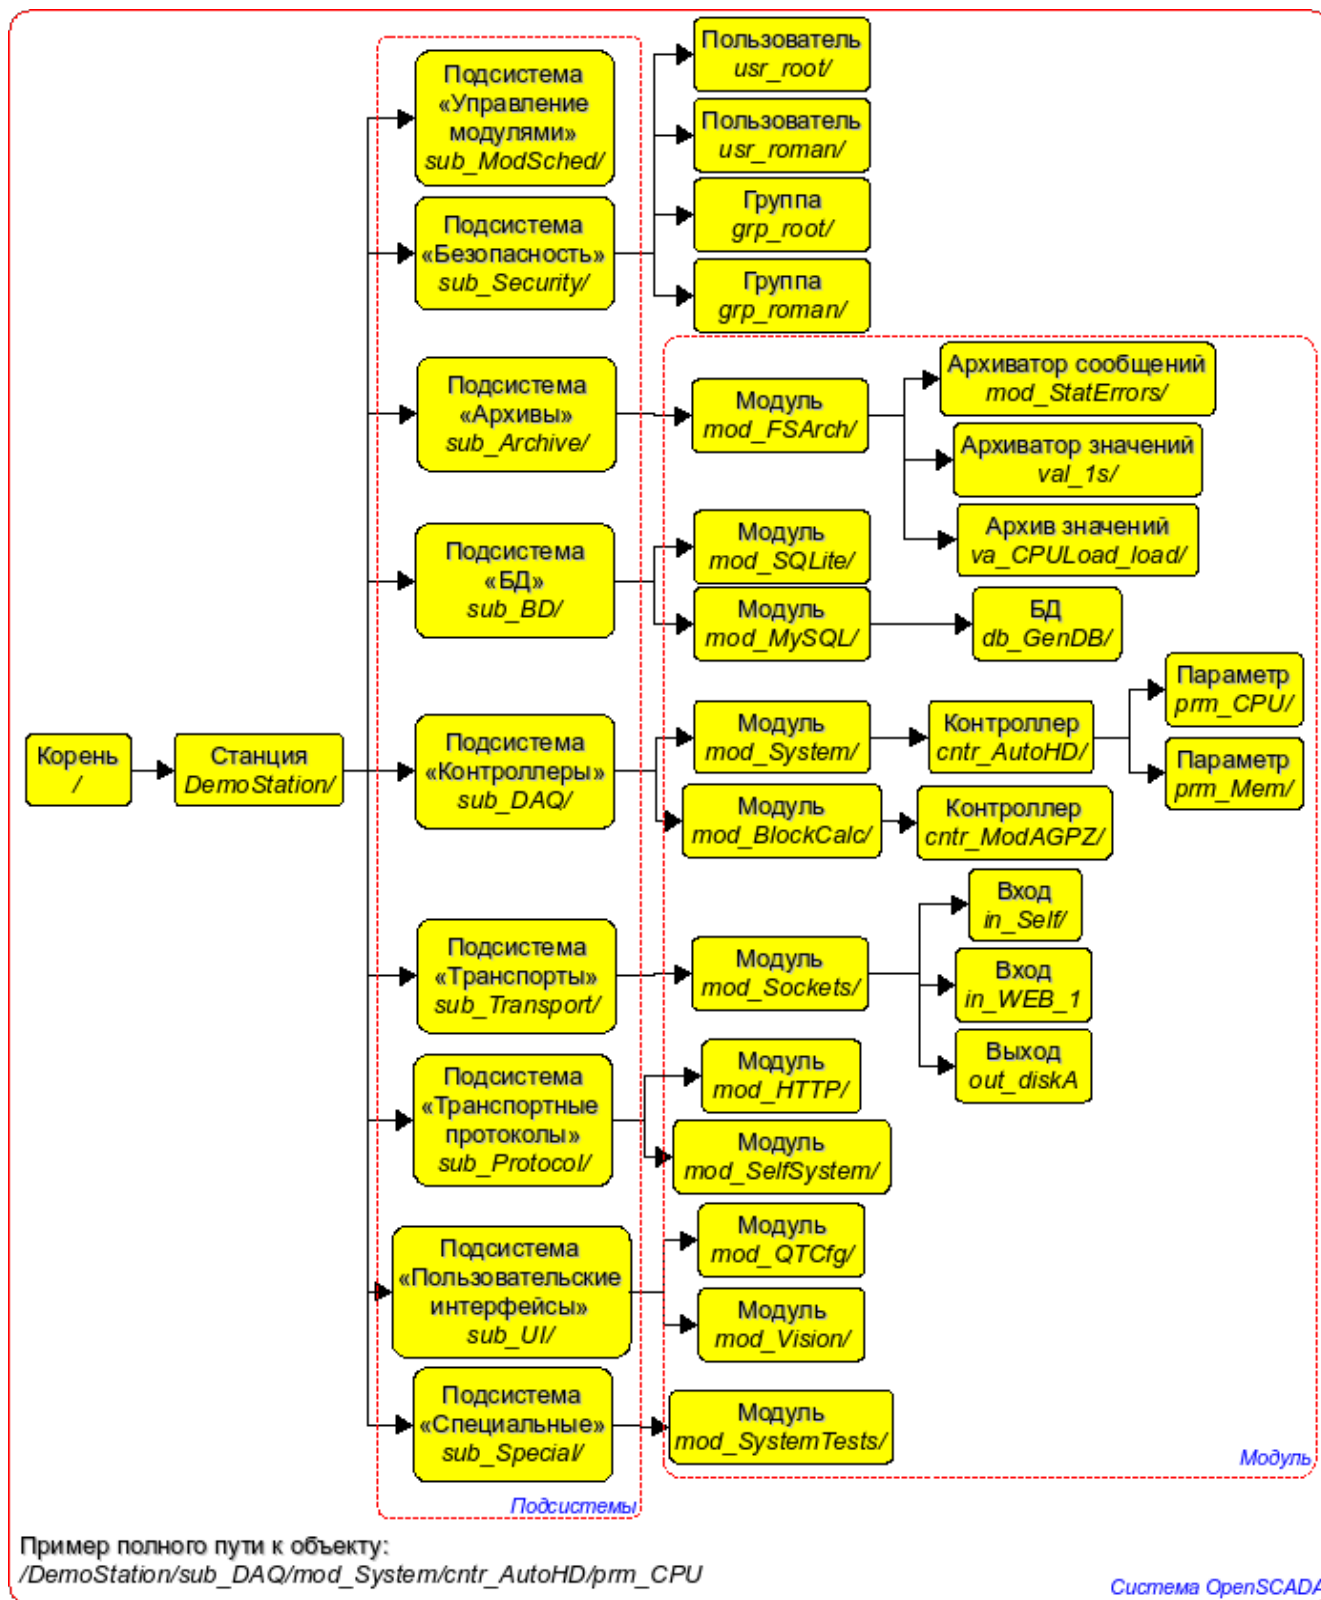 Корень
/
Станция
DemoStation/
Подсистема
«Управление
модулями»
sub_ModSched/
Подсистема
«Безопасность»
sub_Security/
Пользователь
usr_root/
Пользователь
usr_roman/
Группа
grp_root/
Группа
grp_roman/
Подсистема
«Архивы»
sub_Archive/
Модуль
mod_FSArch/
Архиватор сообщений
mod_StatErrors/
Архиватор значений
val_1s/
Архив значений
va_CPULoad_load/
Подсистема
«БД»
sub_BD/
Модуль
mod_SQLite/
Модуль
mod_MySQL/
БД
db_GenDB/
Подсистема
«Контроллеры»
sub_DAQ/
Модуль
mod_System/
Контроллер
cntr_AutoHD/
Параметр
prm_CPU/
Параметр
prm_Mem/
Модуль
mod_BlockCalc/
Контроллер
cntr_ModAGPZ/
Подсистема
«Транспорты»
sub_Transport/
Модуль
mod_Sockets/
Вход
in_Self/
Вход
in_WEB_1
Выход
out_diskA
Подсистема
«Транспортные
протоколы»
sub_Protocol/
Модуль
mod_HTTP/
Модуль
mod_SelfSystem/
Подсистема
«Пользовательские
интерфейсы»
sub_UI/
Модуль
mod_QTCfg/
Модуль
mod_Vision/
Подсистема
«Специальные»
sub_Special/
Модуль
mod_SystemTests/
Модуль
Подсистемы
Пример полного пути к объекту:
/DemoStation/sub_DAQ/mod_System/cntr_AutoHD/prm_CPU
Система OpenSCADA